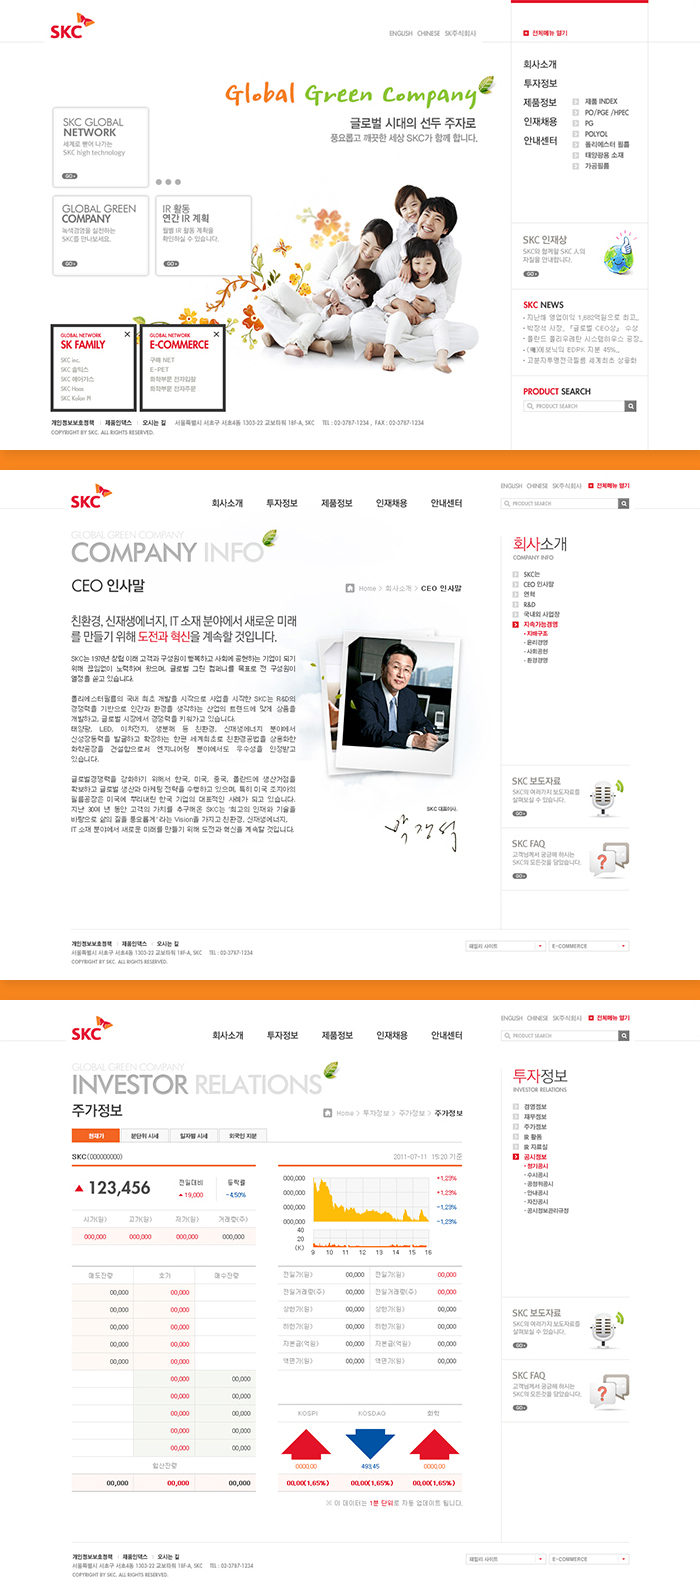 SKC
ENGLISH CHINESE SK주식회사
전체메뉴 열기
회사소개
투자정보
제품정보
인재채용
안내센터
제품 INDEX
PO/PGE /HPEC
PG
POLYOL
폴리에스터 필름
태양광용 소재
가공필름
Global Green Company
글로벌 시대의 선두 주자로
풍요롭고 깨끗한 세상 SKC가 함께 합니다.
SKC GLOBAL
NETWORK
세계로 뻗어 나가는
SKC high technology
GO
GLOBAL GREEN
COMPANY
녹색경영을 실천하는
SKC를 만나보세요.
GO
IR 활동
연간 IR 계획
월별 IR 활동 계획을
확인하실 수 있습니다.
GO
GLOBAL NETWORK
SK FAMILY
SKC inc.
SKC 솔믹스
SKC 에어가스
SKC Haas
SKC Kolon PI
GLOBAL NETWORK
E-COMMERCE
구매 NET
E-PET
화학부문 전자입찰
화학부문 전자주문
SKC 인재상
SKC와 함께할 SKC 人의
자질을 안내합니다.
GO
SKC NEWS
지난해 영업이익 1,682억원으로 최고..
박장석 사장, 「글로벌 CEO상」 수상
폴란드 폴리우레탄 시스템하우스 공장..
(獨)에보닉의 EDPK 지분 45%..
고분자투명전극필름 세계최초 상용화
PRODUCT SEARCH
PRODUCT SEARCH
개인정보보호정책 제품인덱스 오시는 길 서울특별시 서초구 서초4동 1303-22 교보타워 18F-A, SKC TEL : 02-3787-1234 , FAX : 02-3787-1234
COPYRIGHT BY SKC. ALL RIGHTS RESERVED.
ENGLISH CHINESE SK주식회사 전체메뉴 열기
SKC
회사소개 투자정보 제품정보 인재채용 안내센터
PRODUCT SEARCH
GLOBAL GREEN COMPANY
COMPANY INFO
CEO 인사말
Home > 회사소개 > CEO 인사말
친환경, 신재생에너지, IT 소재 분야에서 새로운 미래
를 만들기 위해 도전과 혁신을 계속할 것입니다.
SKC는 1976년 창립 이래 고객과 구성원이 행복하고 사회에 공헌하는 기업이 되기
위해 끊임없이 노력하여 왔으며, 글로벌 그린 컴퍼니를 목표로 전 구성원이
열정을 쏟고 있습니다.
폴리에스터필름의 국내 최초 개발을 시작으로 사업을 시작한 SKC는 R&D의
경쟁력을 기반으로 인간과 환경을 생각하는 산업의 트렌드에 맞게 상품을
개발하고, 글로벌 시장에서 경쟁력을 키워가고 있습니다.
태양광, LED, 이차전지, 생분해 등 친환경, 신재생에너지 분야에서
신성장동력을 발굴하고 확장하는 한편 세계최초로 친환경공법을 상용화한
화학공장을 건설함으로서 엔지니어링 분야에서도 우수성을 인정받고
있습니다.
글로벌경쟁력을 강화하기 위해서 한국, 미국, 중국, 폴란드에 생산거점을
확보하고 글로벌 생산과 마케팅 전략을 수행하고 있으며, 특히 미국 조지아의
필름공장은 미국에 뿌리내린 한국 기업의 대표적인 사례가 되고 있습니다.
지난 30여 년 동안 고객의 가치를 추구해온 SKC는 '최고의 인재와 기술을
바탕으로 삶의 질을 풍요롭게' 라는 Vision을 가지고 친환경, 신재생에너지,
IT 소재 분야에서 새로운 미래를 만들기 위해 도전과 혁신을 계속할 것입니다.
SKC 대표이사.
박장석
회사소개
COMPANY INFO
SKC는
CEO 인사말
연혁
R&D
국내외 사업장
지속가능경영
지배구조
윤리경영
사회공헌
환경경영
SKC 보도자료
SKC의 여러가지 보도자료를
살펴보실 수 있습니다.
GO
SKC FAQ
고객님께서 궁금해 하시는
SKC의 모든것을 담았습니다.
GO
개인정보보호정책 제품인덱스 오시는 길
서울특별시 서초구 서초4동 1303-22 교보타워 18F-A, SKC TEL : 02-3787-1234
COPYRIGHT BY SKC. ALL RIGHTS RESERVED.
패밀리 사이트 E-COMMERCE
ENGLISH CHINESE SK주식회사 전체메뉴 열기
SKC
회사소개 투자정보 제품정보 인재채용 안내센터
PRODUCT SEARCH
GLOBAL GREEN COMPANY
INVESTOR RELATIONS
주가정보
Home > 투자정보 > 주가정보 > 주가정보
현재가 분단위 시세 일자별 시세 외국인 지분
SKC(000000000)
2011-07-11 15:20 기준
123,456
전일대비 등락률
19,000 -4,50%
시가(일) 고가(일) 저가(일) 거래량(주)
000,000 000,000 000,000 000,000
000,000 +1,23%
000,000 +1,23%
000,000 -1,23%
000,000 -1,23%
40
20
(K)
9 10 11 12 13 14 15 16
매도잔량 호가 매수잔량
00,000 00,000
00,000 00,000
00,000 00,000
00,000 00,000
00,000 00,000
00,000 00,000
00,000 00,000
00,000 00,000
00,000 00,000
00,000 00,000
합산잔량
00,000 00,000 00,000
전일가(원) 00,000 전일가(원) 00,000
전일거래량(주) 00,000 전일거래량(주) 00,000
상한가(원) 00,000 상한가(원) 00,000
하한가(원) 00,000 하한가(원) 00,000
자본금(억원) 00,000 자본금(억원) 00,000
액면가(원) 00,000 액면가(원) 00,000
KOSPI KOSDAQ 화학
0000,00 493,45 0000,00
00,00(1,65%) 00,00(1,65%) 00,00(1,65%)
※ 이 데이터는 1분 단위로 자동 업데이트 됩니다.
투자정보
INVESTOR RELATIONS
경영정보
재무정보
주가정보
IR 활동
IR 자료실
공시정보
정기공시
수시공시
공정위공시
안내공시
자진공시
공시정보관리규정
SKC 보도자료
SKC의 여러가지 보도자료를
살펴보실 수 있습니다.
GO
SKC FAQ
고객님께서 궁금해 하시는
SKC의 모든것을 담았습니다.
GO
개인정보보호정책 제품인덱스 오시는 길
서울특별시 서초구 서초4동 1303-22 교보타워 18F-A, SKC TEL : 02-3787-1234
COPYRIGHT BY SKC. ALL RIGHTS RESERVED.
패밀리 사이트 E-COMMERCE